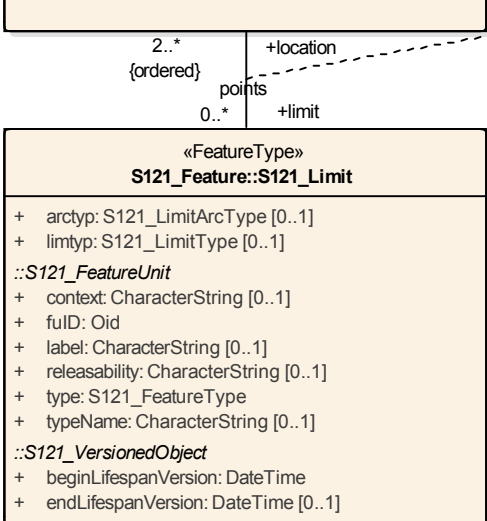 2..* +location
{ordered}
points
0..* +limit
«FeatureType»
S121_Feature::S121_Limit
+ arctyp: S121_LimitArcType [0..1]
+ limtyp: S121_LimitType [0..1]
::S121_FeatureUnit
+ context: CharacterString [0..1]
+ fuID: Oid
+ label: CharacterString [0..1]
+ releasability: CharacterString [0..1]
+ type: S121_FeatureType
+ typeName: CharacterString [0..1]
::S121_VersionedObject
+ beginLifespanVersion: DateTime
+ endLifespanVersion: DateTime [0..1]